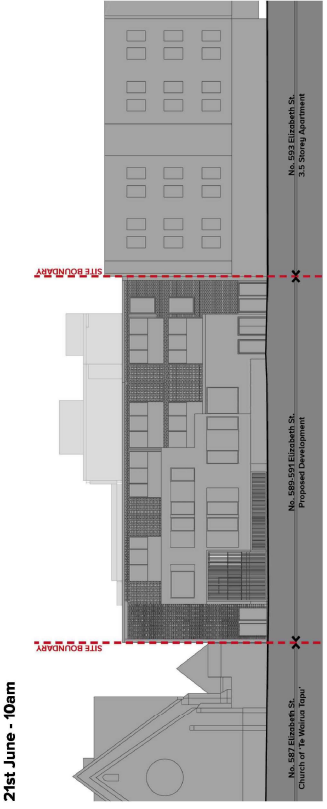 21st June - 10am
SITE BOUNDARY
SITE BOUNDARY
No. 587 Elizabeth St.
Church of 'Te Wairua Tapu'
No. 589-591 Elizabeth St.
Proposed Development
No. 593 Elizabeth St.
3.5 Storey Apartment